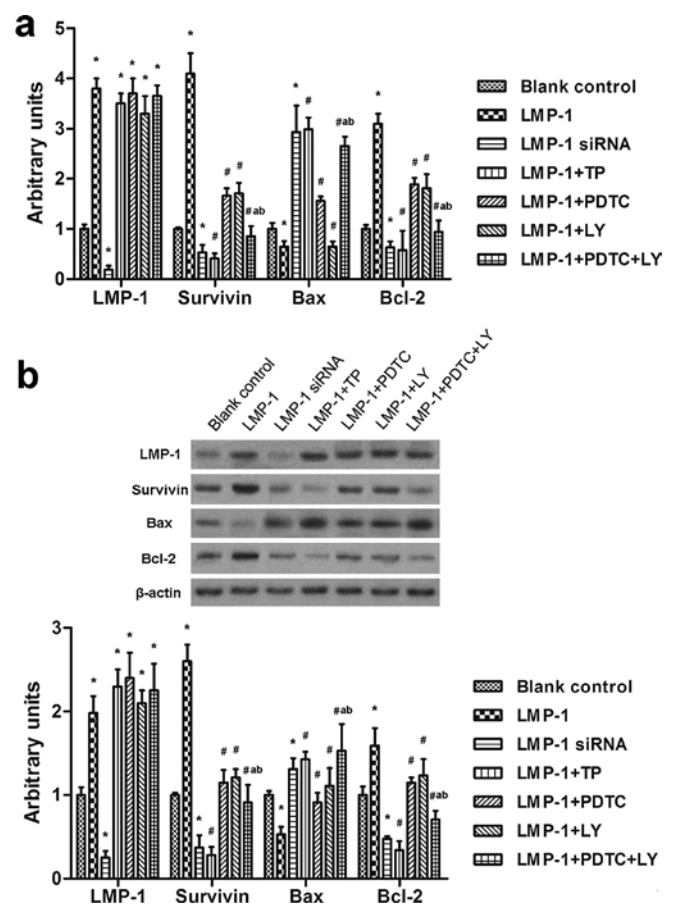 a
Arbitrary units
5
4
3
2
1
0
* * * * * *
* * # # # #ab
* * # # # #ab
* * # # # #ab
LMP-1 Survivin Bax Bcl-2
Blank control
LMP-1
LMP-1 siRNA
LMP-1+TP
LMP-1+PDTC
LMP-1+LY
LMP-1+PDTC+LY
b
Blank control
LMP-1
LMP-1 siRNA
LMP-1+TP
LMP-1+PDTC
LMP-1+LY
LMP-1+PDTC+LY
LMP-1
Survivin
Bax
Bcl-2
β-actin
Arbitrary units
3
2
1
0
* * * * * *
* * # # # #ab
* * # # # #ab
* * # # # #ab
LMP-1 Survivin Bax Bcl-2
Blank control
LMP-1
LMP-1 siRNA
LMP-1+TP
LMP-1+PDTC
LMP-1+LY
LMP-1+PDTC+LY